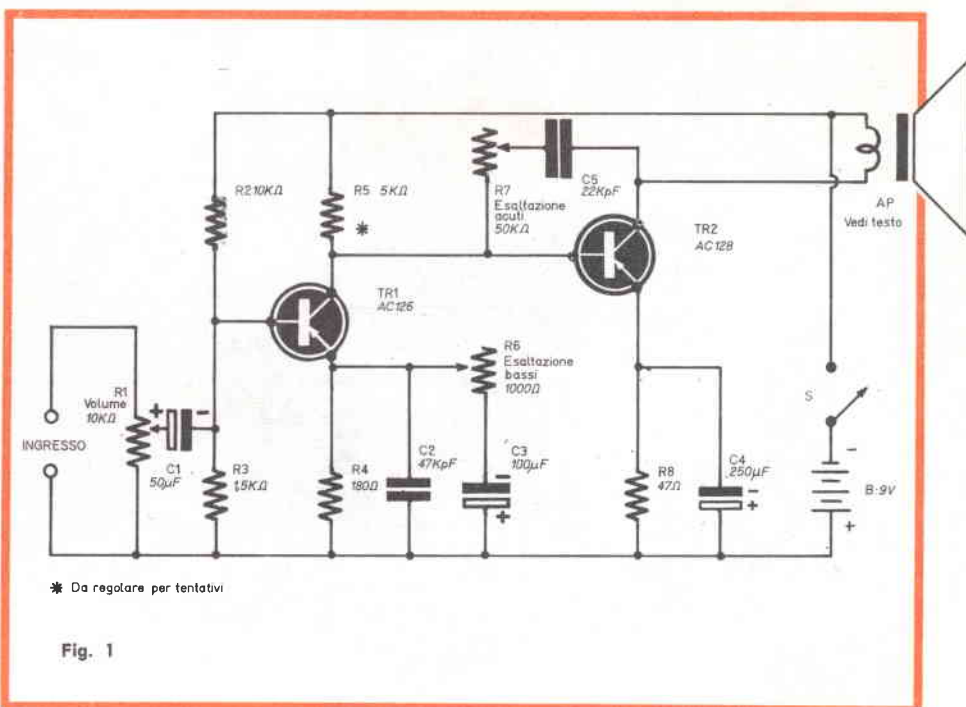 R2 10KΩ
R5 5KΩ
*
R7
Esaltazione
acuti
50KΩ
C5
22KpF
AP
Vedi testo
TR2
AC128
TR1
AC126
R6
Esaltazione
bassi
1000Ω
R1
Volume
10KΩ
+ -
INGRESSO
C1
50µF
R3
1,5KΩ
R4
180Ω
C2
47KpF
C3
100µF
-
+
R8
47Ω
C4
250µF
-
+
S
-
B=9V
+
* Da regolare per tentativi
Fig. 1